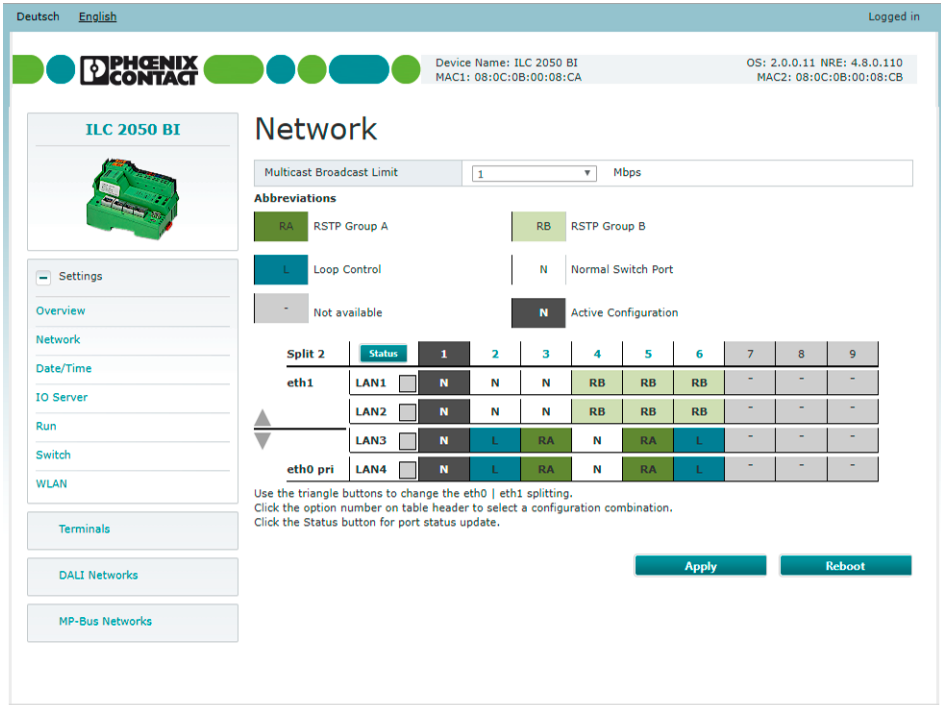 Deutsch English Logged in
PHŒNIX
CONTACT
Device Name: ILC 2050 BI OS: 2.0.0.11 NRE: 4.8.0.110
MAC1: 08:0C:0B:00:08:CA MAC2: 08:0C:0B:00:08:CB
ILC 2050 BI
Settings
Overview
Network
Date/Time
IO Server
Run
Switch
WLAN
Terminals
DALI Networks
MP-Bus Networks
Network
Multicast Broadcast Limit 1 Mbps
Abbreviations
RA RSTP Group A RB RSTP Group B
L Loop Control N Normal Switch Port
- Not available N Active Configuration
Split 2 Status 1 2 3 4 5 6 7 8 9
eth1 LAN1 N N N RB RB RB - - -
LAN2 N N N RB RB RB - - -
LAN3 N L RA N RA L - - -
eth0 pri LAN4 N L RA N RA L - - -
Use the triangle buttons to change the eth0 | eth1 splitting.
Click the option number on table header to select a configuration combination.
Click the Status button for port status update.
Apply Reboot